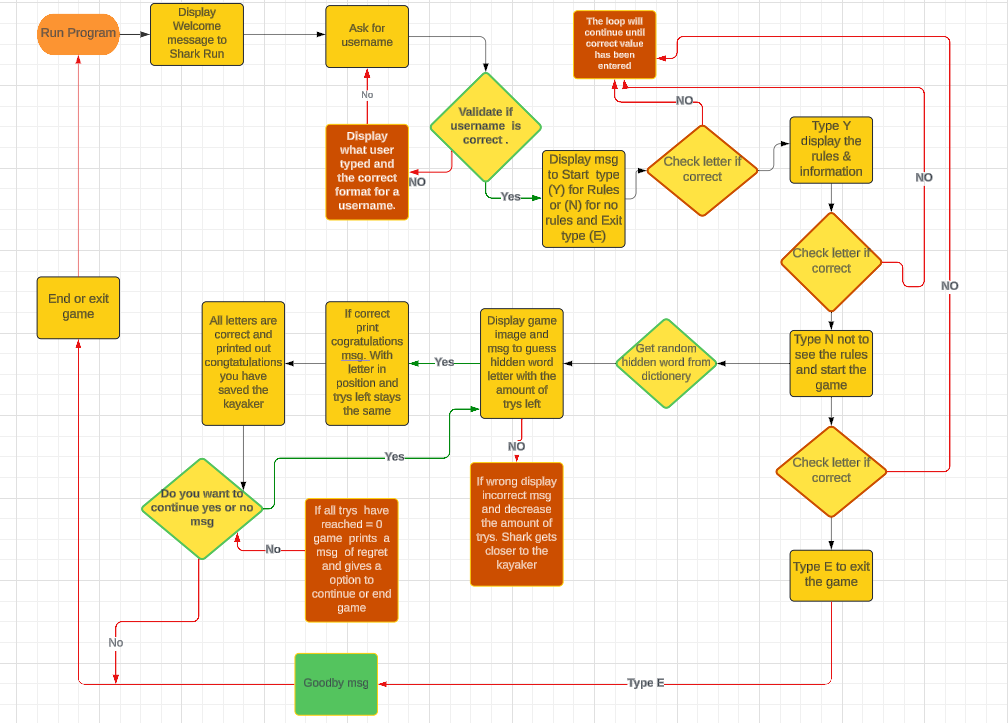 Run Program
Display
Welcome
message to
Shark Run
Ask for
username
The loop will
continue until
correct value
has been
entered
No
NO
Validate if
username is
correct .
Type Y
display the
rules &
information
Display
what user
typed and
the correct
format for a
username.
NO
Yes
Display msg
to Start type
(Y) for Rules
or (N) for no
rules and Exit
type (E)
Check letter if
correct
NO
Check letter if
correct
NO
End or exit
game
All letters are
correct and
printed out
congtatulations
you have
saved the
kayaker
If correct
print
cogratulations
msg. With
letter in
position and
trys left stays
the same
Yes
Display game
image and
msg to guess
hidden word
letter with the
amount of
trys left
Get random
hidden word from
dictionery
Type N not to
see the rules
and start the
game
Yes
NO
Check letter if
correct
Do you want to
continue yes or no
msg
If all trys have
reached = 0
game prints a
msg of regret
and gives a
option to
continue or end
game
No
If wrong display
incorrect msg
and decrease
the amount of
trys. Shark gets
closer to the
kayaker
Type E to exit
the game
No
Goodby msg
Type E